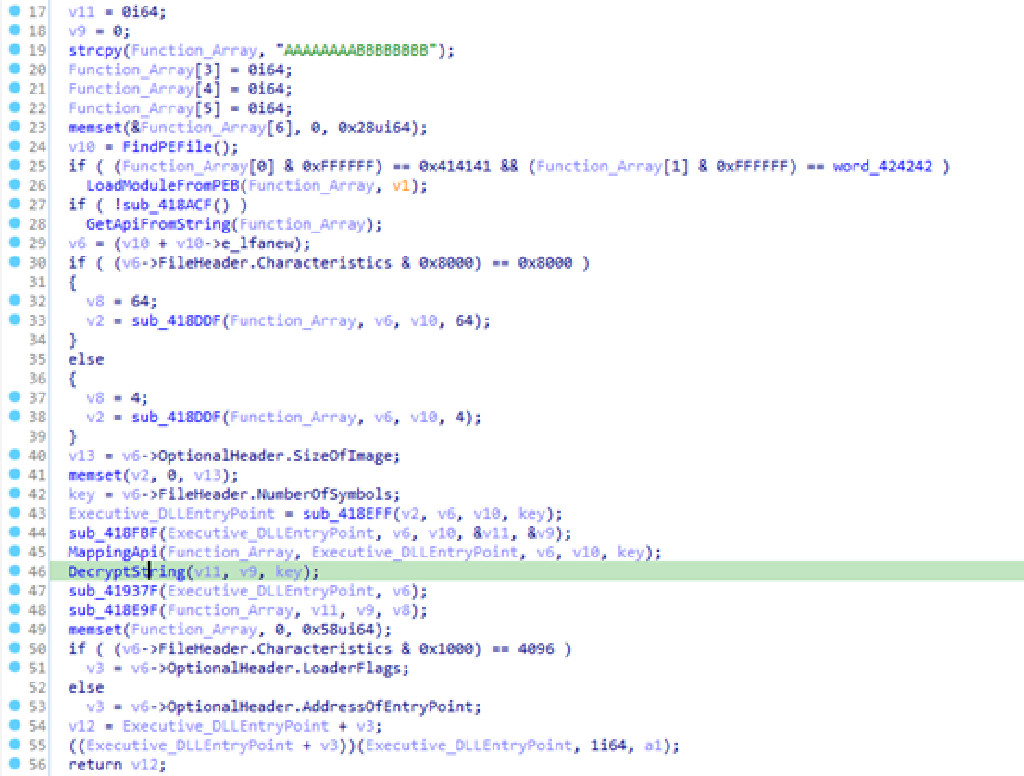 17 v11 = 0i64;
18 v9 = 0;
19 strcpy(Function_Array, "AAAAAAAABBBBBBBB");
20 Function_Array[3] = 0i64;
21 Function_Array[4] = 0i64;
22 Function_Array[5] = 0i64;
23 memset(&Function_Array[6], 0, 0x28ui64);
24 v10 = FindPEFile();
25 if ( (Function_Array[0] & 0xFFFFFF) == 0x414141 && (Function_Array[1] & 0xFFFFFF) == word_424242 )
26 LoadModuleFromPEB(Function_Array, v1);
27 if ( !sub_418ACF() )
28 GetApiFromString(Function_Array);
29 v6 = (v10 + v10->e_lfanew);
30 if ( (v6->FileHeader.Characteristics & 0x8000) == 0x8000 )
31 {
32 v8 = 64;
33 v2 = sub_418DDF(Function_Array, v6, v10, 64);
34 }
35 else
36 {
37 v8 = 4;
38 v2 = sub_418DDF(Function_Array, v6, v10, 4);
39 }
40 v13 = v6->OptionalHeader.SizeOfImage;
41 memset(v2, 0, v13);
42 key = v6->FileHeader.NumberOfSymbols;
43 Executive_DLLEntryPoint = sub_418EFF(v2, v6, v10, key);
44 sub_418FBF(Executive_DLLEntryPoint, v6, v10, &v11, &v9);
45 MappingApi(Function_Array, Executive_DLLEntryPoint, v6, v10, key);
46 DecryptString(v11, v9, key);
47 sub_41937F(Executive_DLLEntryPoint, v6);
48 sub_418E9F(Function_Array, v11, v9, v8);
49 memset(Function_Array, 0, 0x58ui64);
50 if ( (v6->FileHeader.Characteristics & 0x1000) == 4096 )
51 v3 = v6->OptionalHeader.LoaderFlags;
52 else
53 v3 = v6->OptionalHeader.AddressOfEntryPoint;
54 v12 = Executive_DLLEntryPoint + v3;
55 ((Executive_DLLEntryPoint + v3))(Executive_DLLEntryPoint, 1i64, a1);
56 return v12;